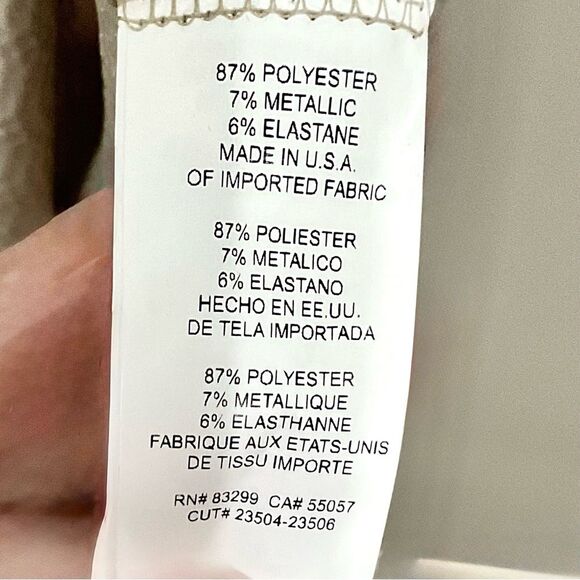 87% POLYESTER
7% METALLIC
6% ELASTANE
MADE IN U.S.A.
OF IMPORTED FABRIC
87% POLIESTER
7% METALICO
6% ELASTANO
HECHO EN EE.UU.
DE TELA IMPORTADA
87% POLYESTER
7% METALLIQUE
6% ELASTHANNE
FABRIQUE AUX ETATS-UNIS
DE TISSU IMPORTE
RN# 83299 CA# 55057
CUT# 23504-23506